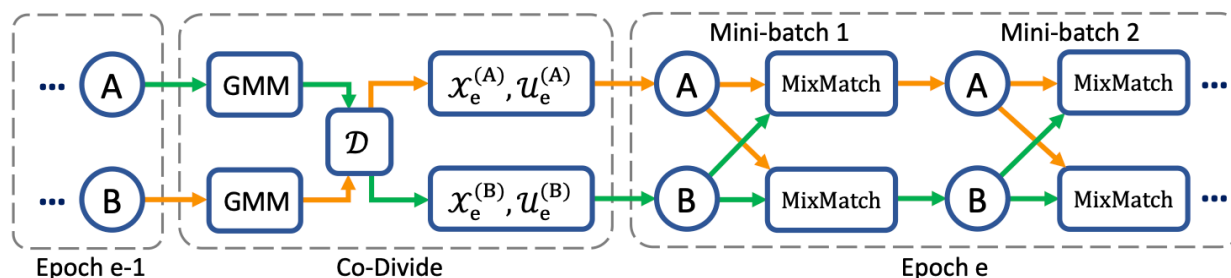 Mini-batch 1
Mini-batch 2
... A GMM 𝒳e(A), 𝒰e(A) A MixMatch A MixMatch ...
𝒟
... B GMM 𝒳e(B), 𝒰e(B) B MixMatch B MixMatch ...
Epoch e-1
Co-Divide
Epoch e